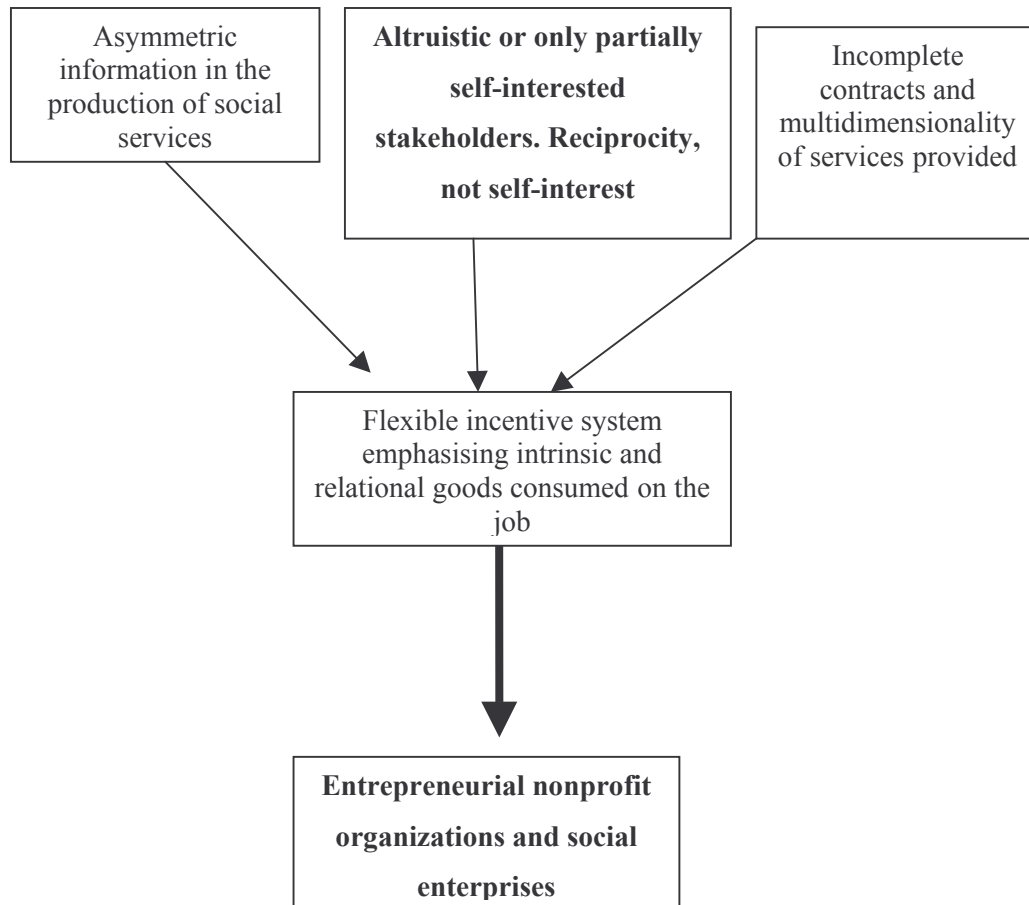 Asymmetric
information in the
production of social
services
Altruistic or only partially
self-interested
stakeholders. Reciprocity,
not self-interest
Incomplete
contracts and
multidimensionality
of services provided
Flexible incentive system
emphasising intrinsic and
relational goods consumed on the
job
Entrepreneurial nonprofit
organizations and social
enterprises